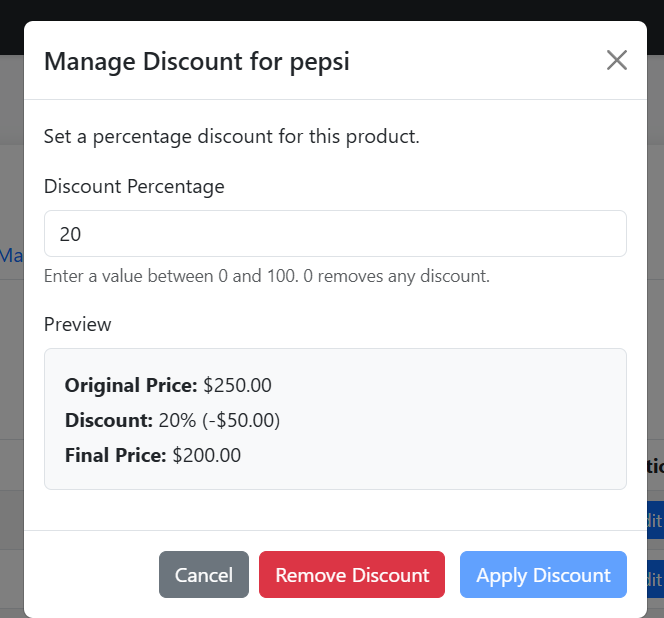 Manage Discount for pepsi
Set a percentage discount for this product.
Discount Percentage
20
Enter a value between 0 and 100. 0 removes any discount.
Preview
Original Price: $250.00
Discount: 20% (-$50.00)
Final Price: $200.00
Cancel Remove Discount Apply Discount